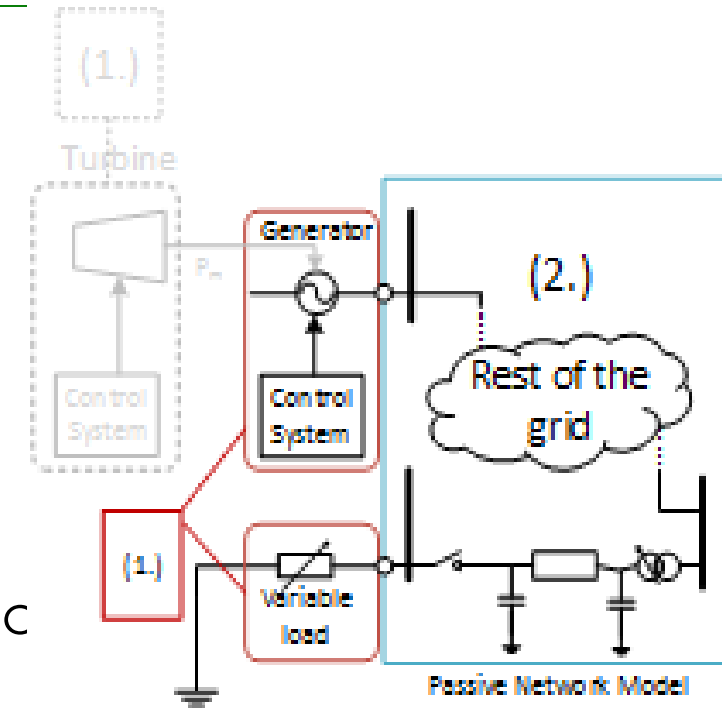 (1.)
Turbine
Generator
Pm
(2.)
Rest of the
grid
Control
System
Control
System
(1.)
Variable
load
C
Passive Network Model